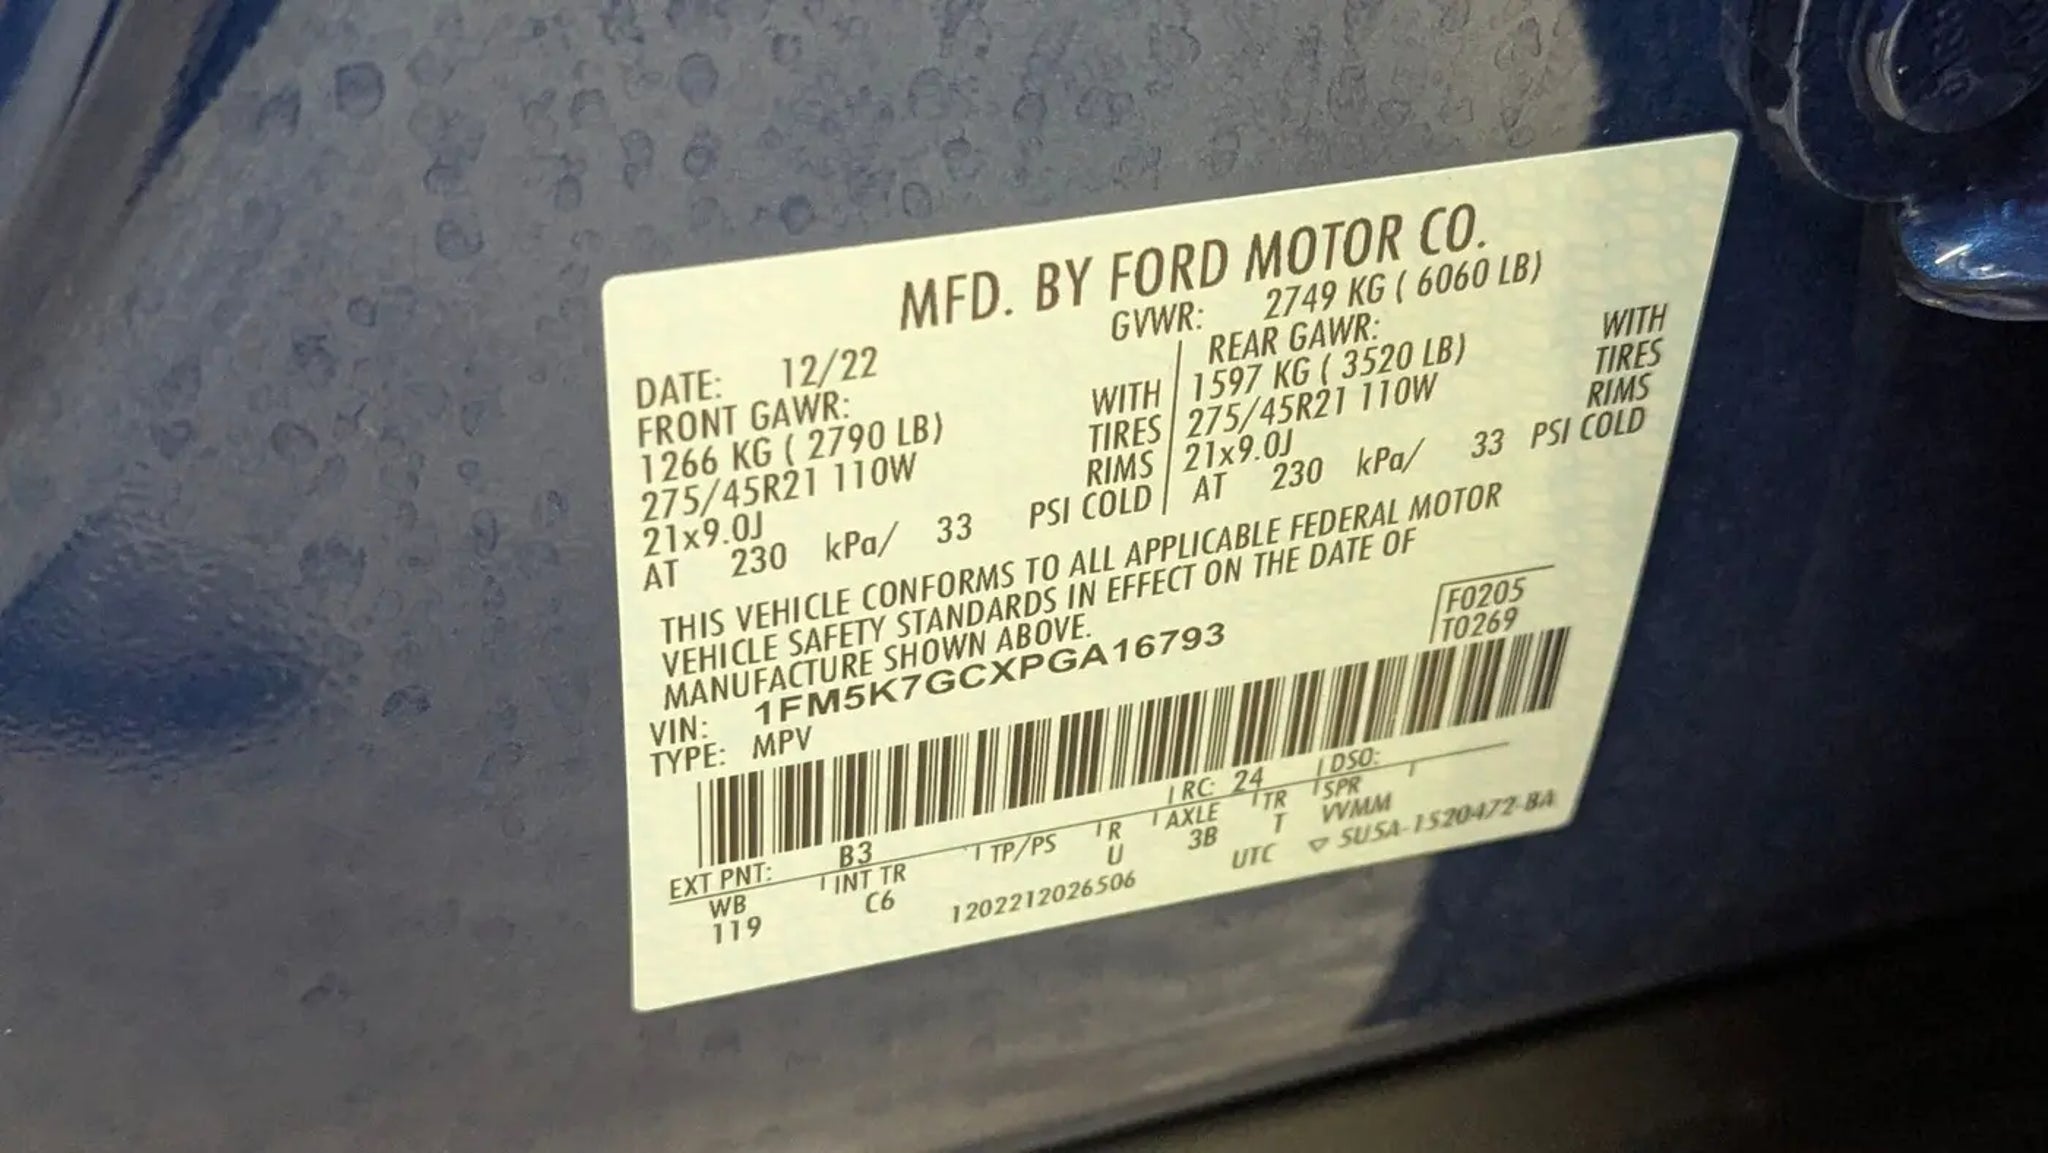 MFD. BY FORD MOTOR CO.
DATE: 12/22 GVWR: 2749 KG ( 6060 LB)
FRONT GAWR: REAR GAWR:
1266 KG ( 2790 LB) WITH 1597 KG ( 3520 LB) WITH
275/45R21 110W TIRES 275/45R21 110W TIRES
21x9.0J RIMS 21x9.0J RIMS
AT 230 kPa/ 33 PSI COLD AT 230 kPa/ 33 PSI COLD
THIS VEHICLE CONFORMS TO ALL APPLICABLE FEDERAL MOTOR
VEHICLE SAFETY STANDARDS IN EFFECT ON THE DATE OF
MANUFACTURE SHOWN ABOVE.
F0205
T0269
VIN: 1FM5K7GCXPGA16793
TYPE: MPV
EXT PNT: B3 RC: 24 DSO:
WB INT TR TP/PS R AXLE TR SPR
119 C6 U 3B T VVMM
1202212026506 UTC ▽ SU5A-1520472-BA